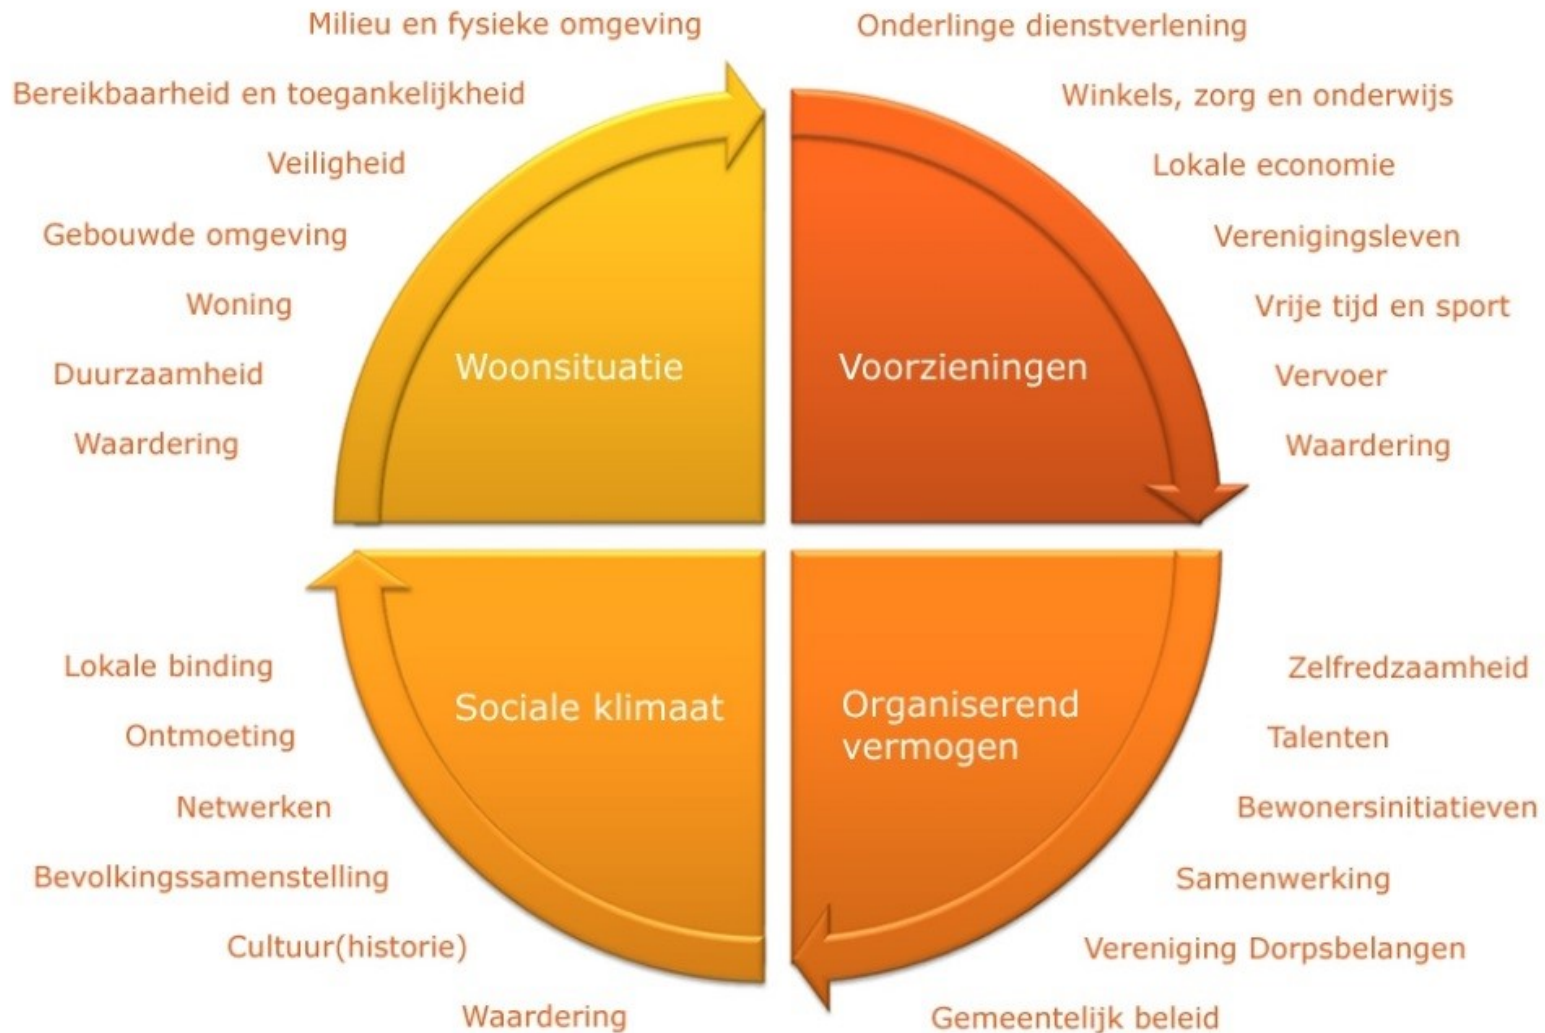 Milieu en fysieke omgeving
Bereikbaarheid en toegankelijkheid
Veiligheid
Gebouwde omgeving
Woning
Duurzaamheid
Waardering
Woonsituatie
Onderlinge dienstverlening
Winkels, zorg en onderwijs
Lokale economie
Verenigingsleven
Vrije tijd en sport
Vervoer
Waardering
Voorzieningen
Lokale binding
Ontmoeting
Netwerken
Bevolkingssamenstelling
Cultuur(historie)
Waardering
Sociale klimaat
Organiserend
vermogen
Zelfredzaamheid
Talenten
Bewonersinitiatieven
Samenwerking
Vereniging Dorpsbelangen
Gemeentelijk beleid